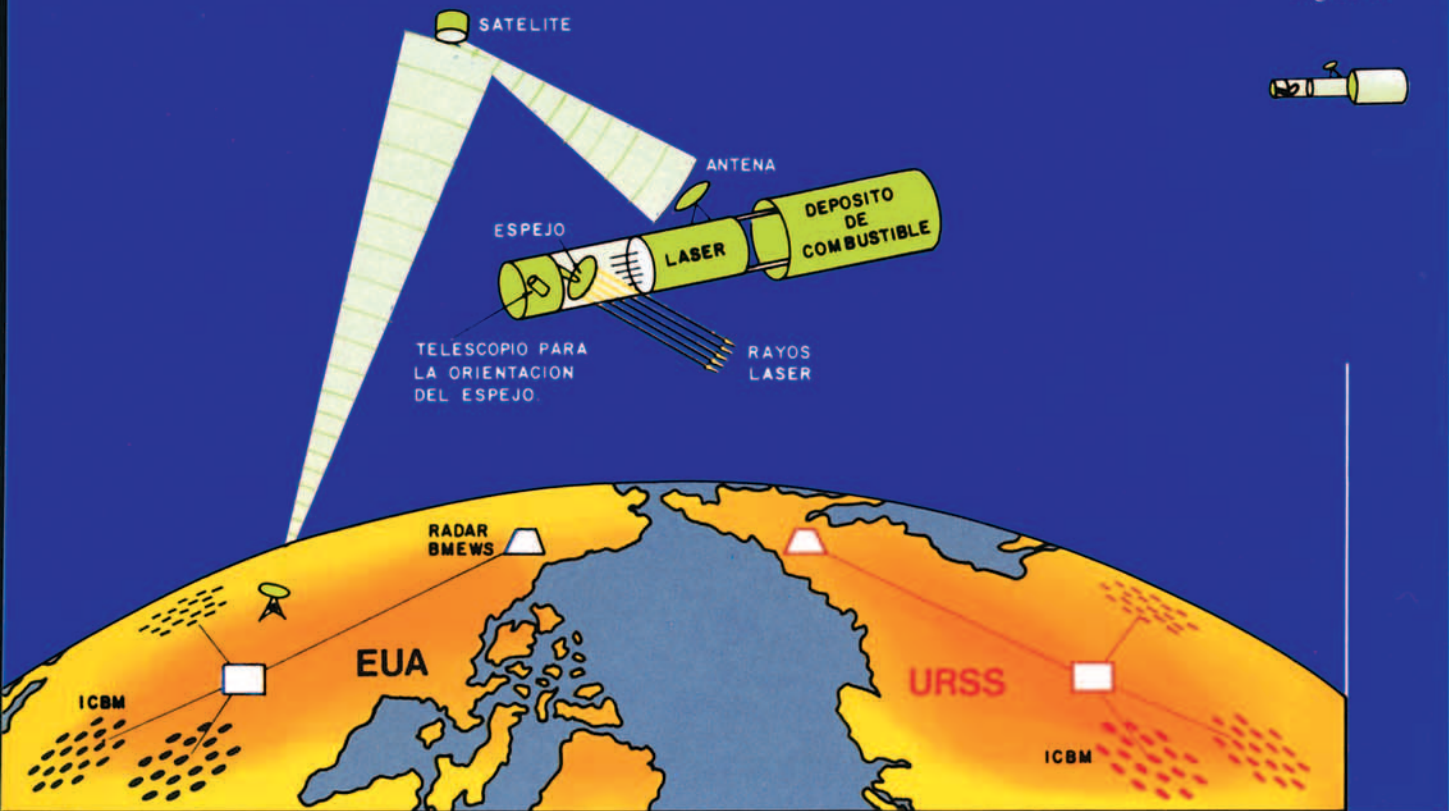 SATELITE
ANTENA
DEPOSITO
DE
COMBUSTIBLE
ESPEJO
LASER
TELESCOPIO PARA
LA ORIENTACION
DEL ESPEJO.
RAYOS
LASER
RADAR
BMEWS
EUA
URSS
ICBM
ICBM